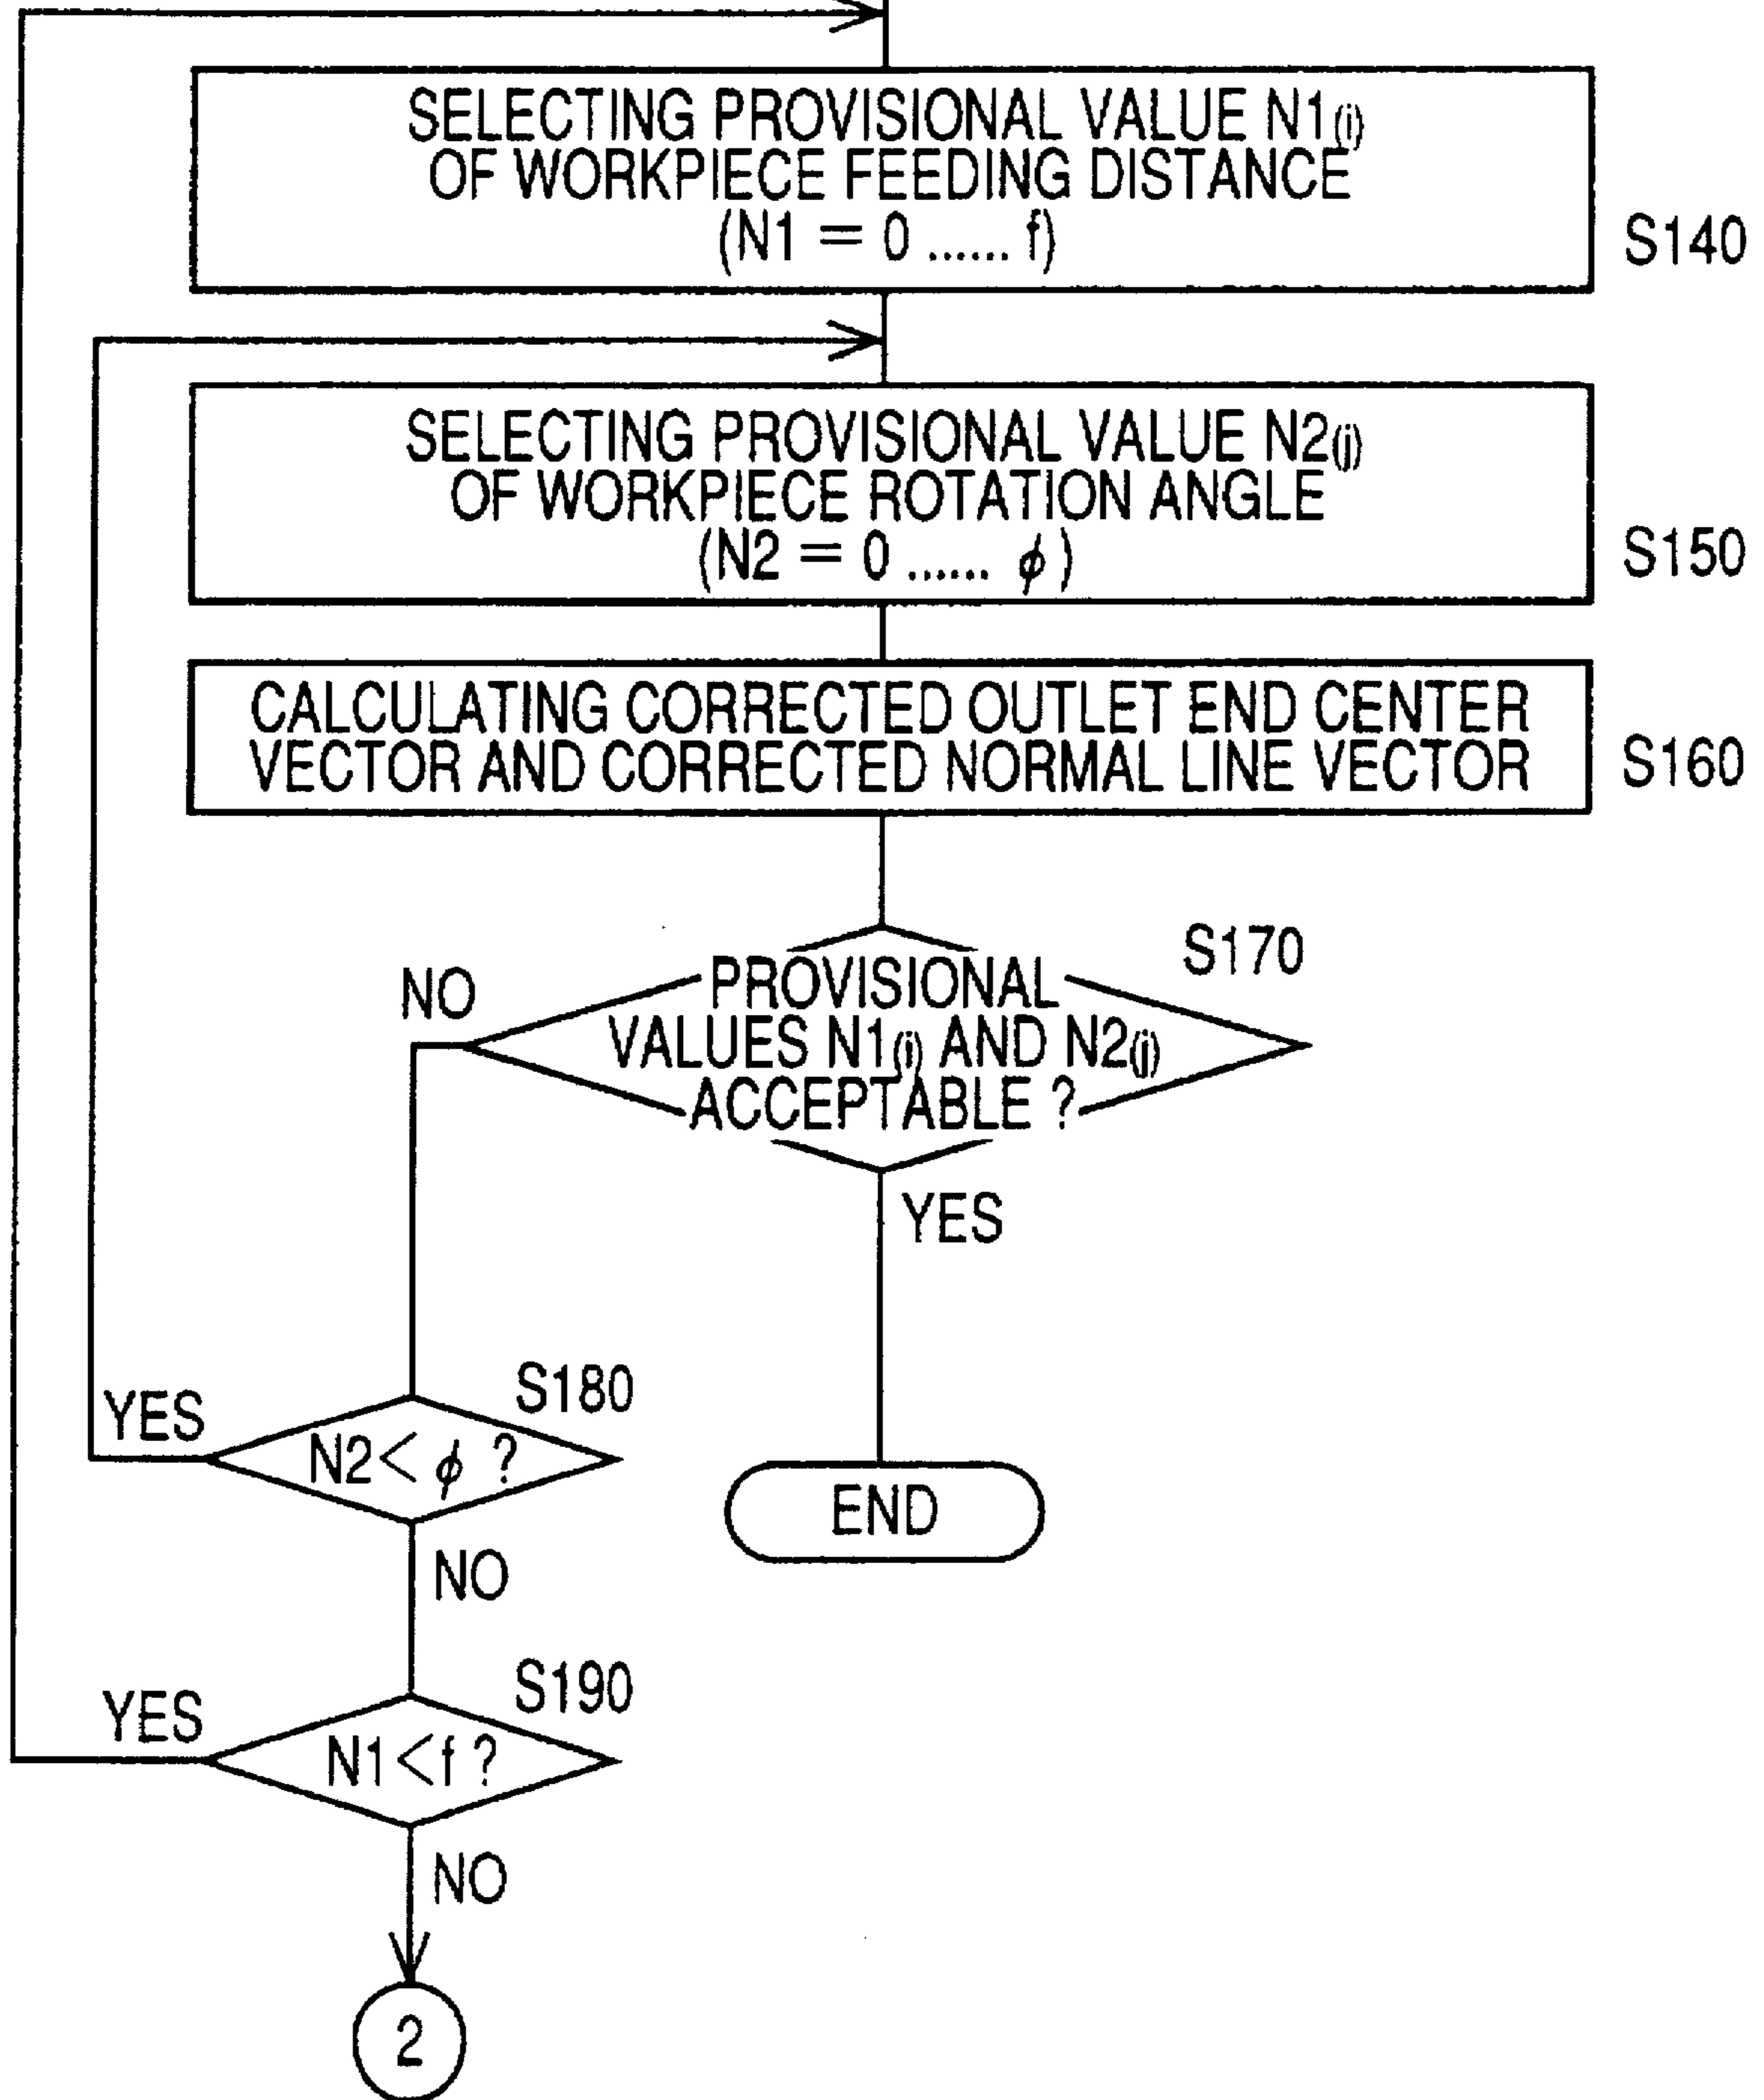 SELECTING PROVISIONAL VALUE N1(i)
OF WORKPIECE FEEDING DISTANCE
(N1 = 0 ...... f)
S140
SELECTING PROVISIONAL VALUE N2(j)
OF WORKPIECE ROTATION ANGLE
(N2 = 0 ...... ϕ)
S150
CALCULATING CORRECTED OUTLET END CENTER
VECTOR AND CORRECTED NORMAL LINE VECTOR
S160
S170
NO
PROVISIONAL
VALUES N1(i) AND N2(j)
ACCEPTABLE ?
YES
S180
YES
N2< ϕ ?
END
NO
S190
YES
N1<f ?
NO
2